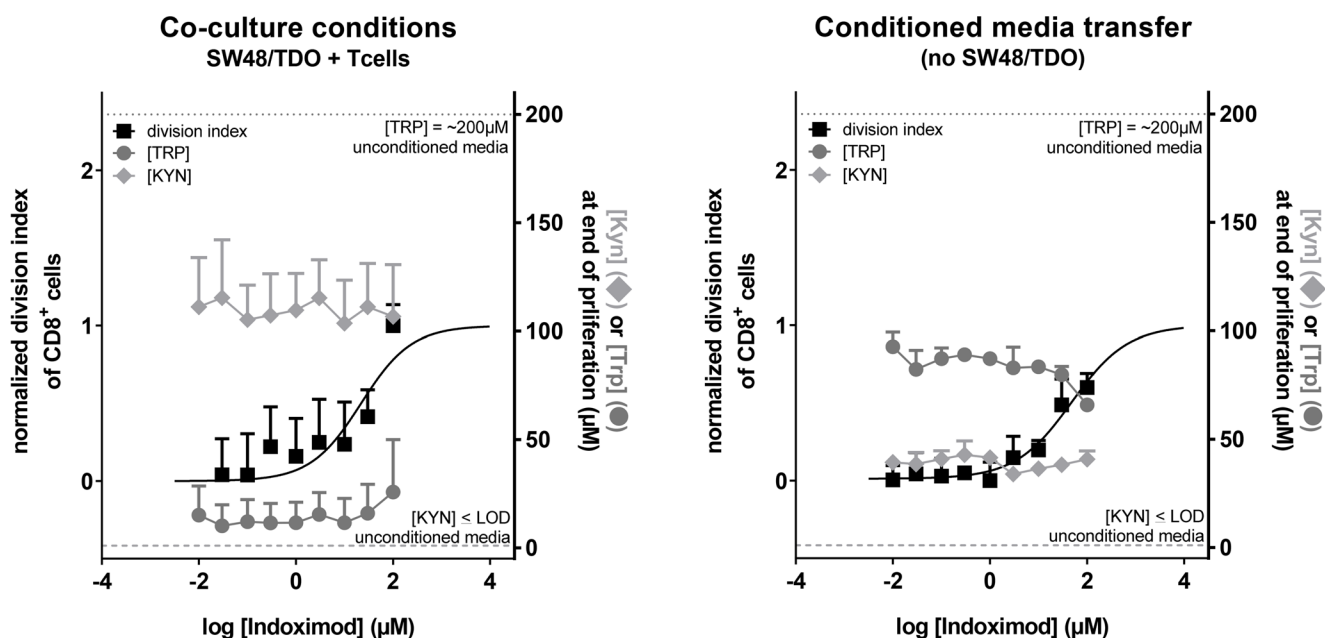 Co-culture conditions
SW48/TDO + Tcells
normalized division index
of CD8+ cells
2
1
0
division index
[TRP]
[KYN]
[TRP] = ~200µM
unconditioned media
[KYN] ≤ LOD
unconditioned media
200
150
100
50
0
[Kyn] (◆) or [Trp] (●)
at end of prliferation (µM)
-4
-2
0
2
4
log [Indoximod] (µM)
Conditioned media transfer
(no SW48/TDO)
normalized division index
of CD8+ cells
2
1
0
division index
[TRP]
[KYN]
[TRP] = ~200µM
unconditioned media
[KYN] ≤ LOD
unconditioned media
200
150
100
50
0
[Kyn] (◆) or [Trp] (●)
at end of prliferation (µM)
-4
-2
0
2
4
log [Indoximod] (µM)